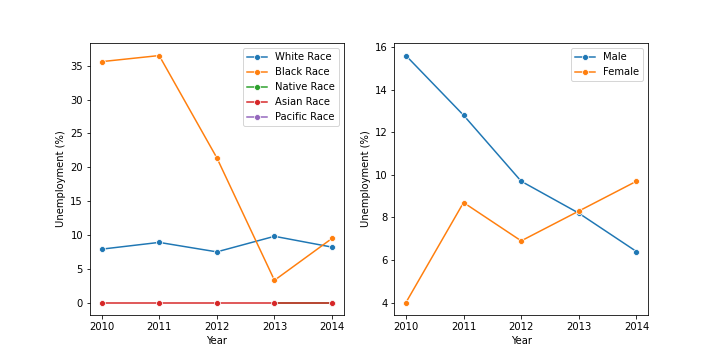 White Race
Black Race
Native Race
Asian Race
Pacific Race
35
30
25
20
15
10
5
0
Unemployment (%)
2010 2011 2012 2013 2014
Year
Male
Female
16
14
12
10
8
6
4
Unemployment (%)
2010 2011 2012 2013 2014
Year